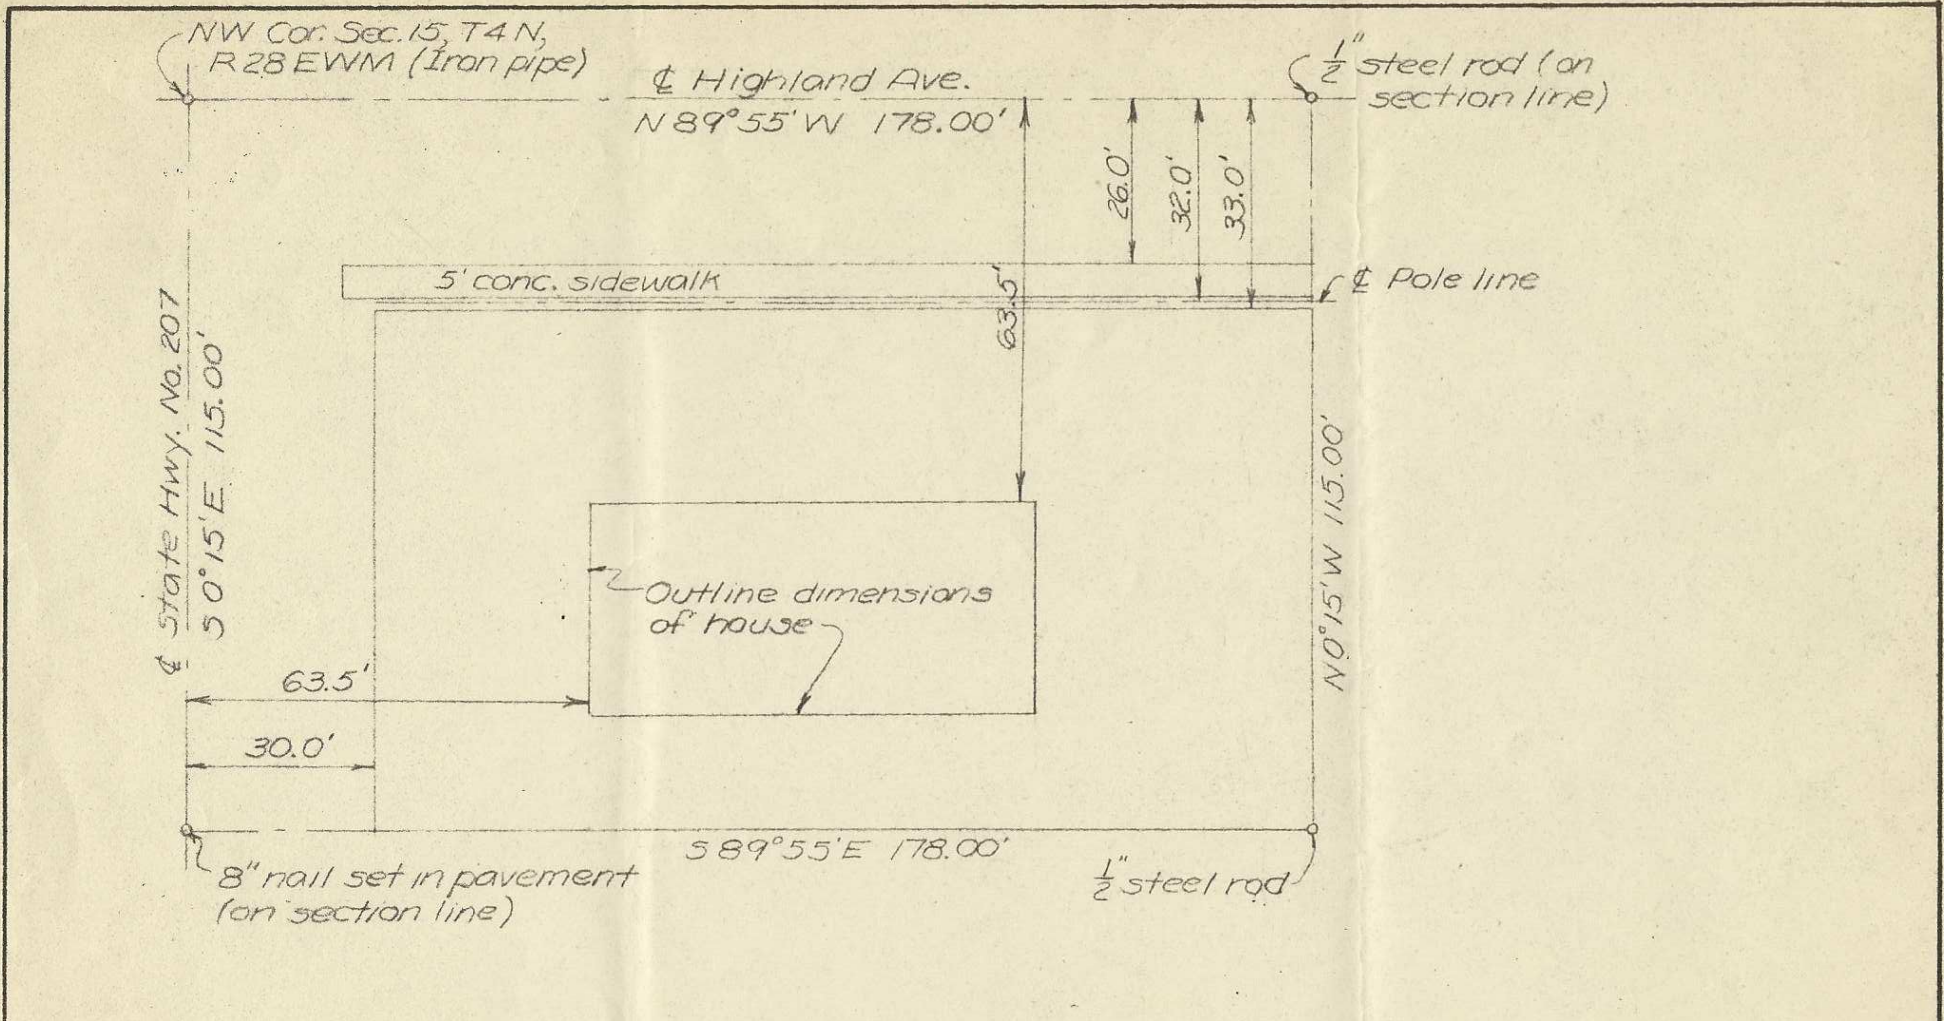 NW Cor. Sec. 15, T4N,
R28EWM (Iron pipe)
℄ Highland Ave.
N 89°55'W 178.00'
1/2" steel rod (on
section line)
26.0'
32.0'
33.0'
63.5'
5' conc. sidewalk
℄ Pole line
℄ State Hwy. No. 207
S 0°15'E 115.00'
N 0°15'W 115.00'
Outline dimensions
of house
63.5'
30.0'
S 89°55'E 178.00'
8" nail set in pavement
(on section line)
1/2" steel rod